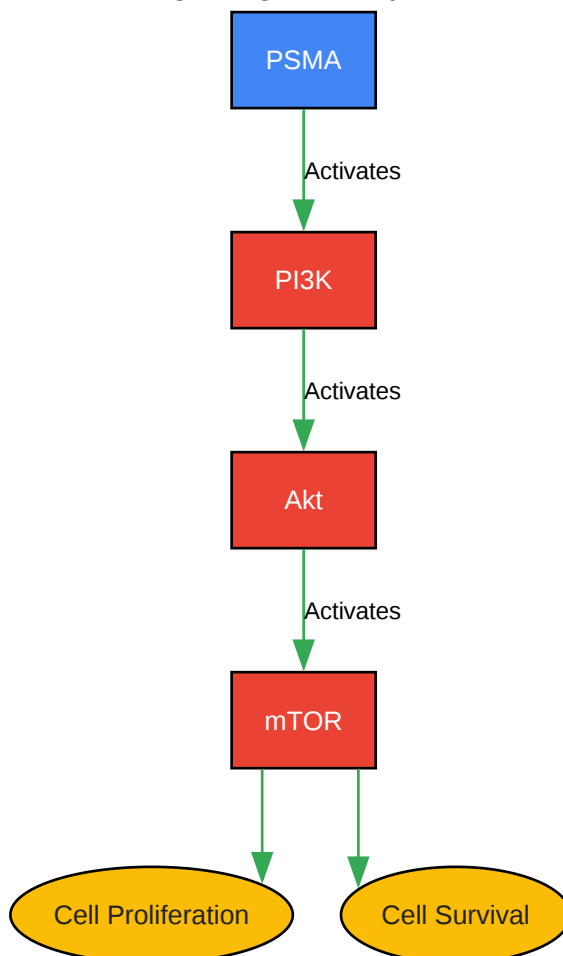 PSMA
Activates
PI3K
Activates
Akt
Activates
mTOR
Cell Proliferation
Cell Survival